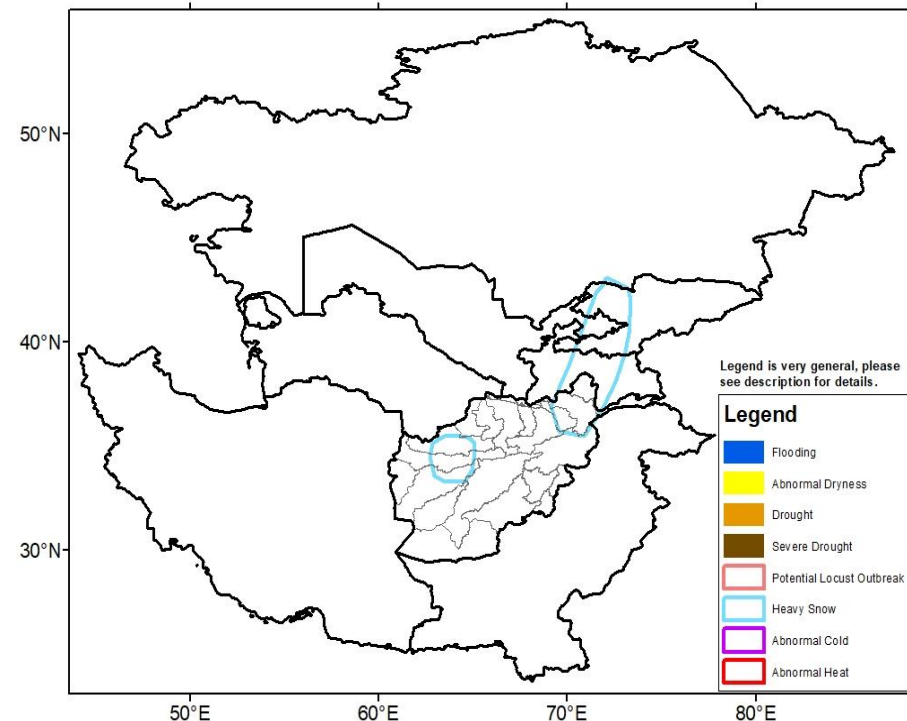 50°N
40°N
30°N
Legend is very general, please
see description for details.
Legend
Flooding
Abnormal Dryness
Drought
Severe Drought
Potential Locust Outbreak
Heavy Snow
Abnormal Cold
Abnormal Heat
50°E
60°E
70°E
80°E